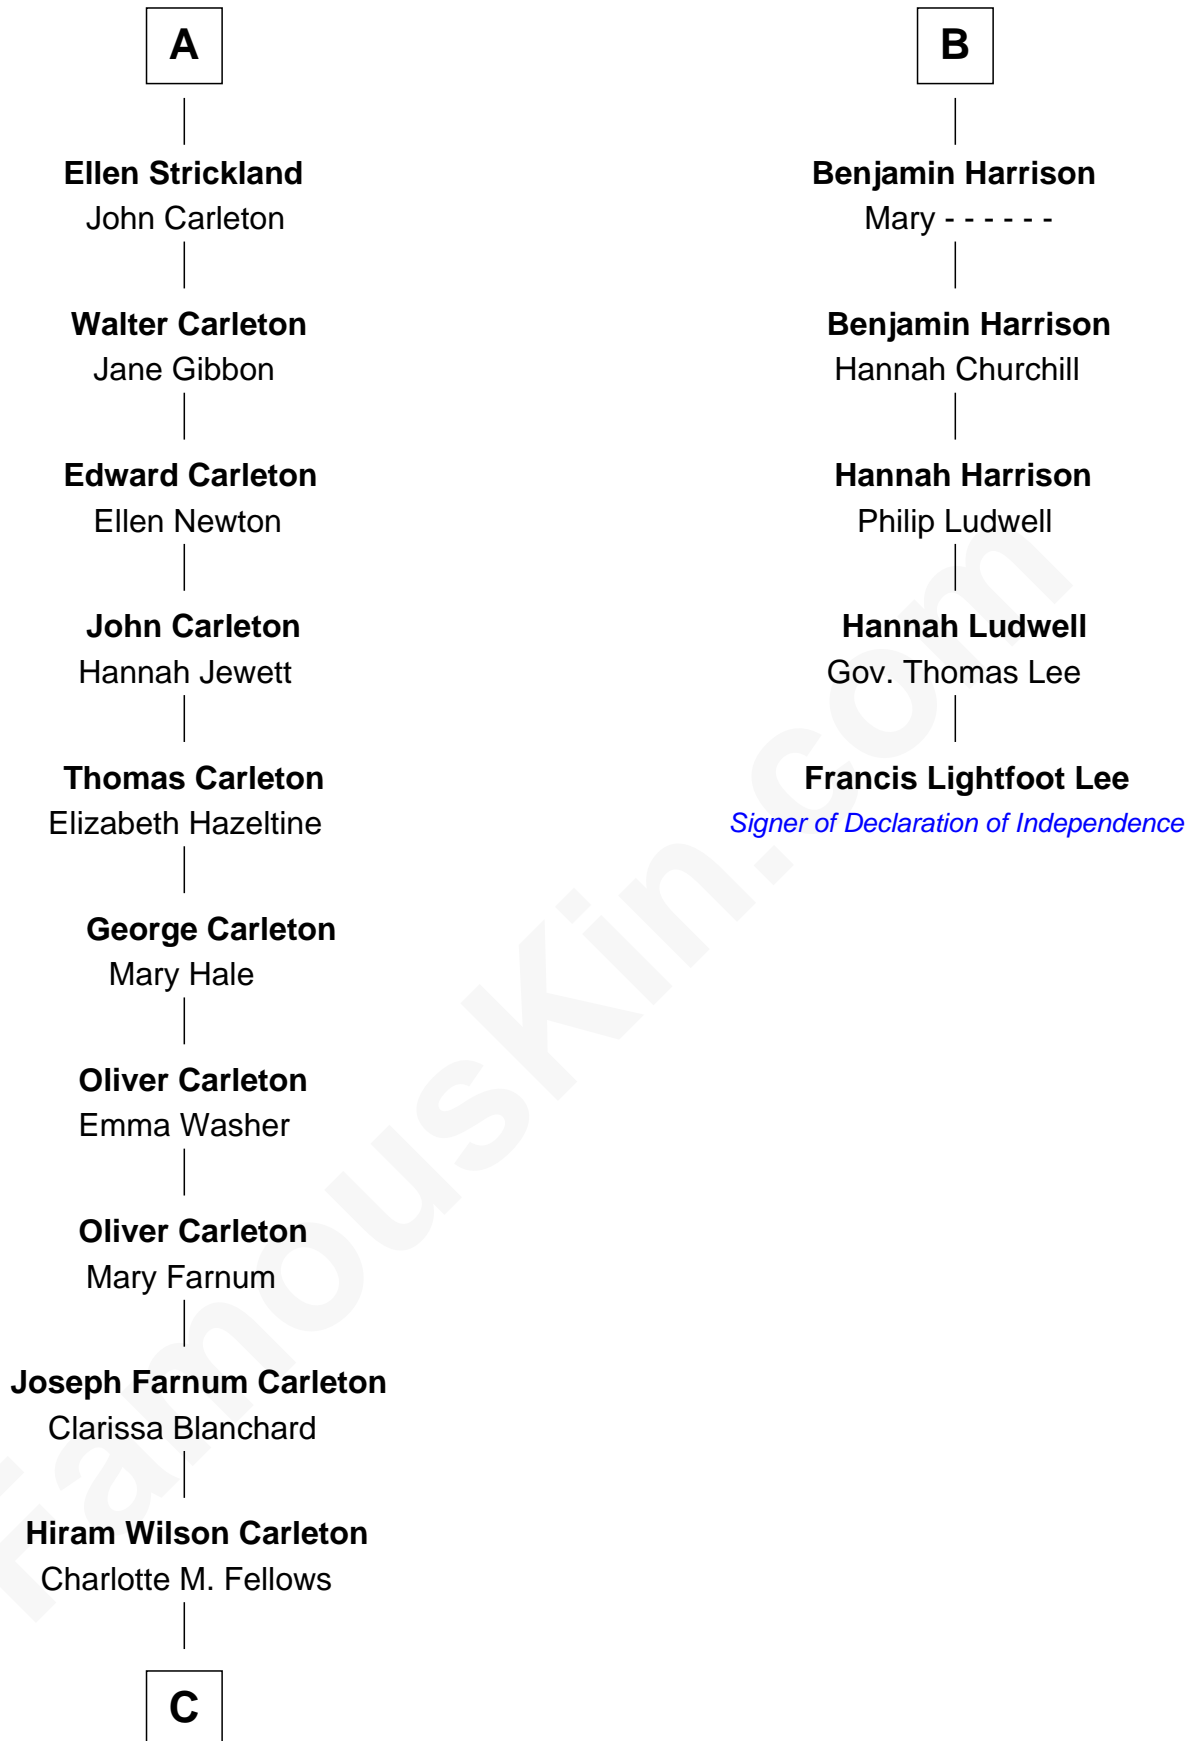 A
Ellen Strickland
John Carleton
Walter Carleton
Jane Gibbon
Edward Carleton
Ellen Newton
John Carleton
Hannah Jewett
Thomas Carleton
Elizabeth Hazeltine
George Carleton
Mary Hale
Oliver Carleton
Emma Washer
Oliver Carleton
Mary Farnum
Joseph Farnum Carleton
Clarissa Blanchard
Hiram Wilson Carleton
Charlotte M. Fellows
C
B
Benjamin Harrison
Mary - - - - - -
Benjamin Harrison
Hannah Churchill
Hannah Harrison
Philip Ludwell
Hannah Ludwell
Gov. Thomas Lee
Francis Lightfoot Lee
Signer of Declaration of Independence
FamousKin.com